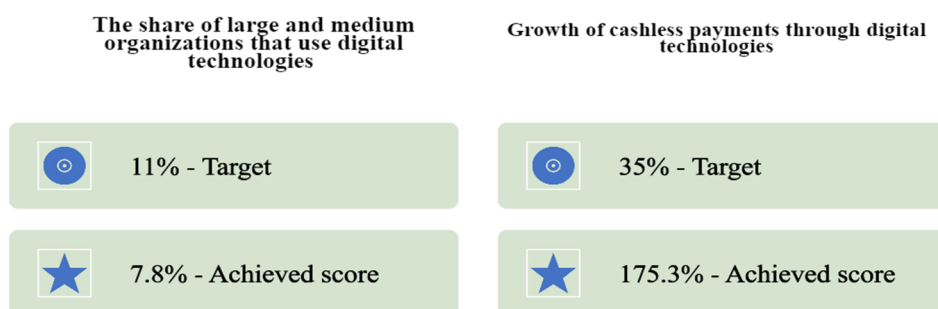 The share of large and medium
organizations that use digital
technologies
11% - Target
7.8% - Achieved score
Growth of cashless payments through digital
technologies
35% - Target
175.3% - Achieved score